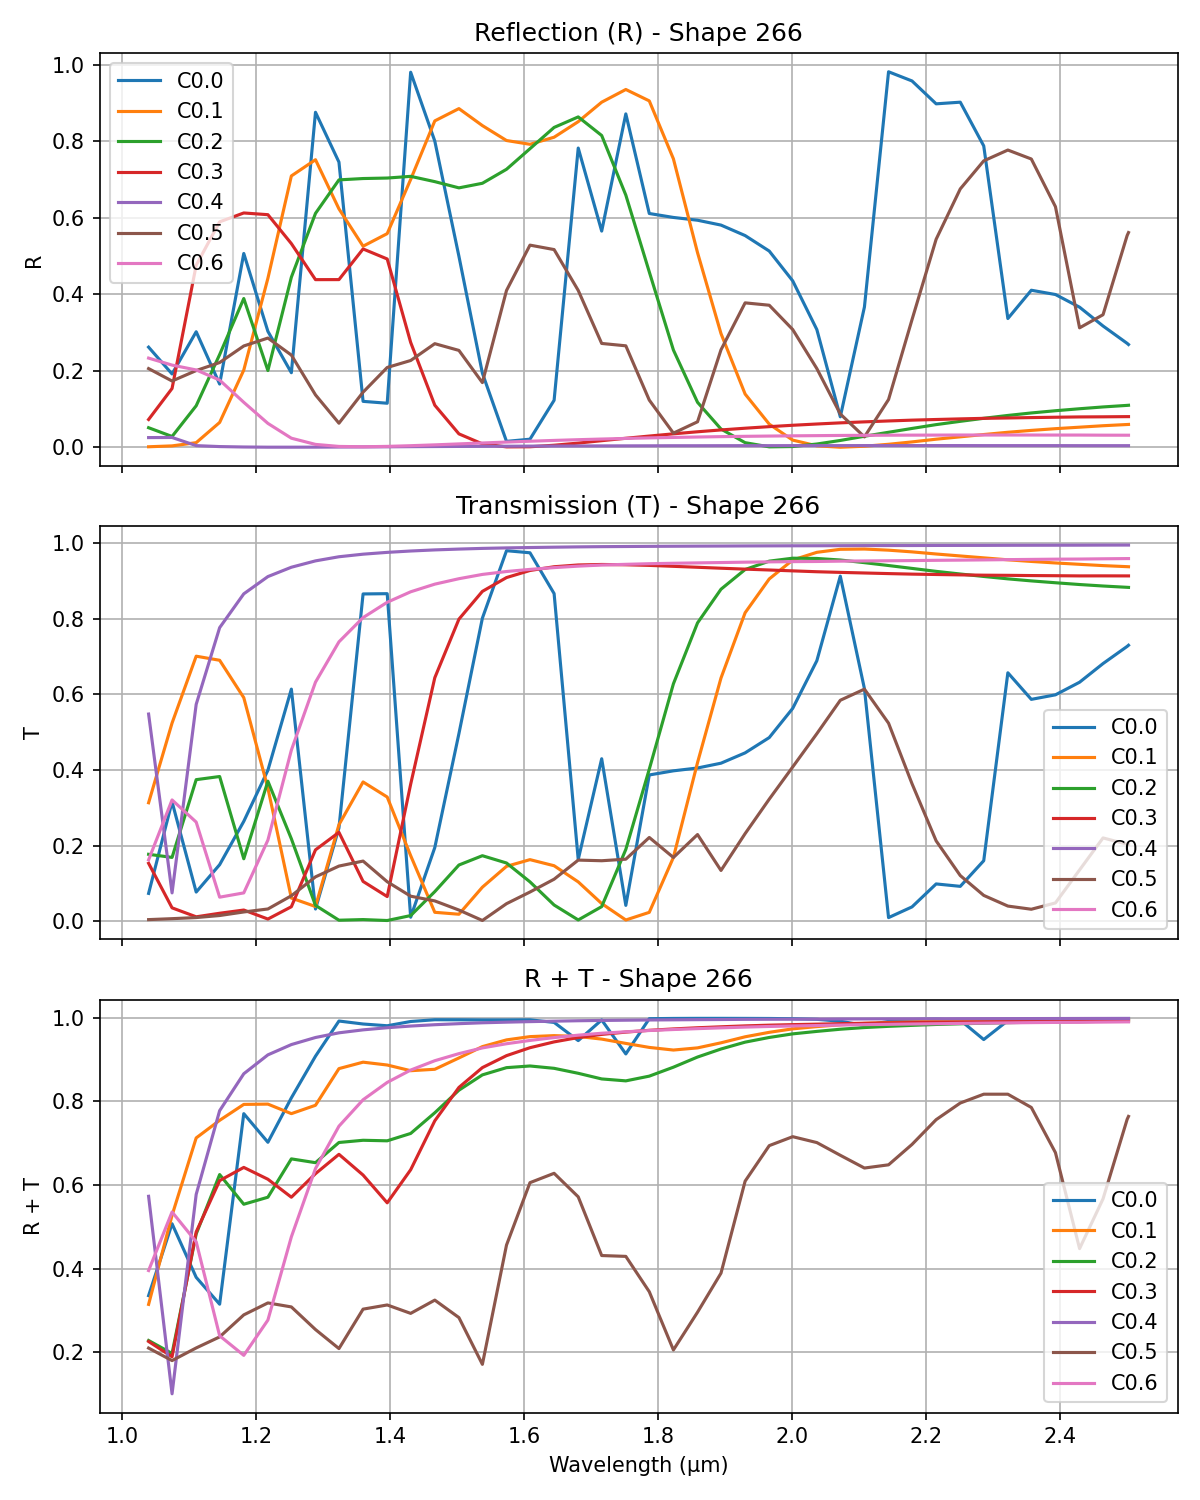 Reflection (R) - Shape 266
1.0
0.8
0.6
0.4
0.2
0.0
R
C0.0
C0.1
C0.2
C0.3
C0.4
C0.5
C0.6
Transmission (T) - Shape 266
1.0
0.8
0.6
0.4
0.2
0.0
T
C0.0
C0.1
C0.2
C0.3
C0.4
C0.5
C0.6
R + T - Shape 266
1.0
0.8
0.6
0.4
0.2
R + T
C0.0
C0.1
C0.2
C0.3
C0.4
C0.5
C0.6
1.0 1.2 1.4 1.6 1.8 2.0 2.2 2.4
Wavelength (μm)